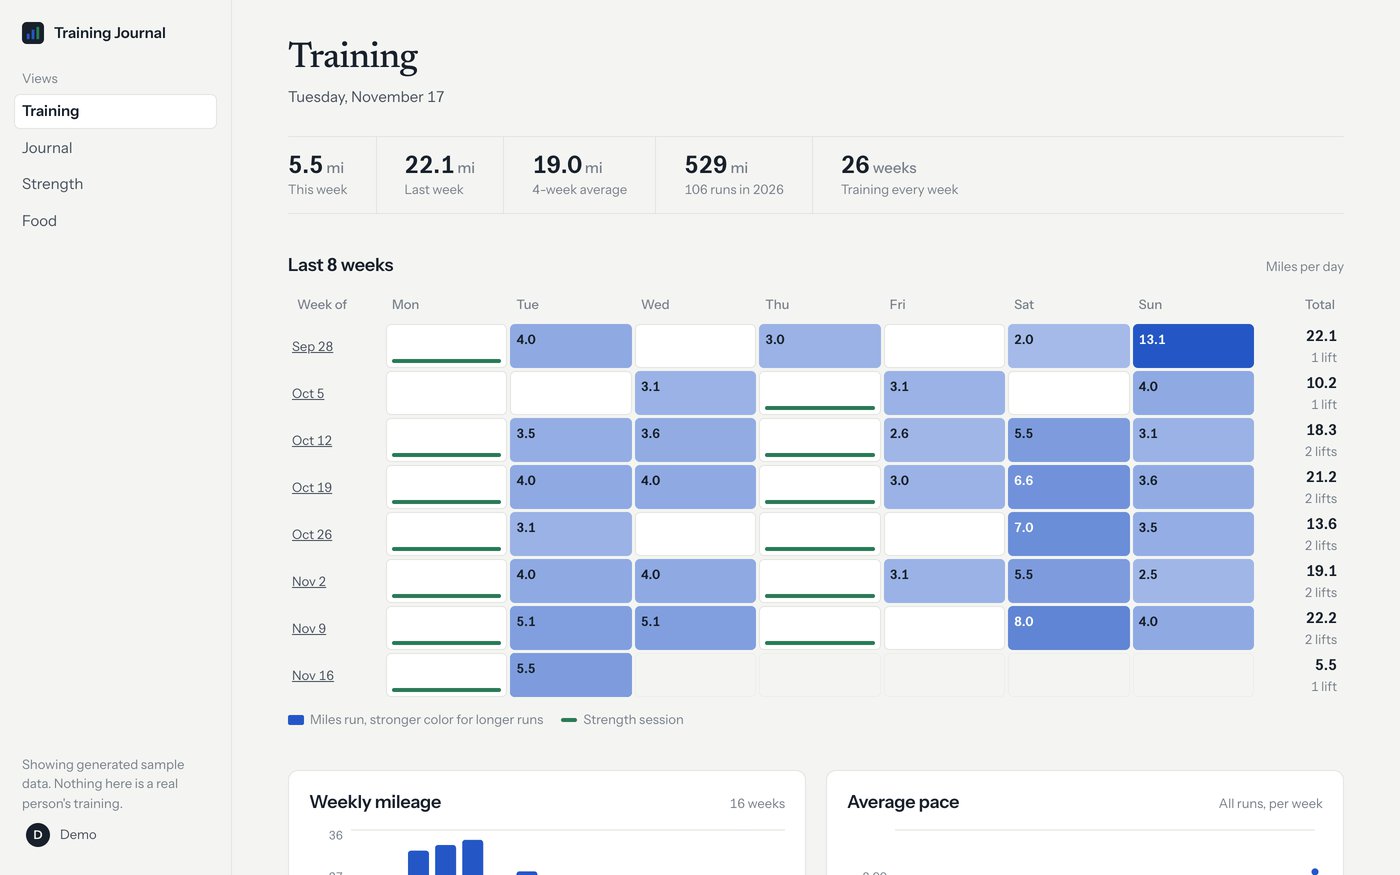 Training Journal
Views
Training
Journal
Strength
Food
Showing generated sample
data. Nothing here is a real
person's training.
D Demo
Training
Tuesday, November 17
5.5 mi 22.1 mi 19.0 mi 529 mi 26 weeks
This week Last week 4-week average 106 runs in 2026 Training every week
Last 8 weeks Miles per day
Week of Mon Tue Wed Thu Fri Sat Sun Total
Sep 28 4.0 3.0 2.0 13.1 22.1
1 lift
Oct 5 3.1 3.1 4.0 10.2
1 lift
Oct 12 3.5 3.6 2.6 5.5 3.1 18.3
2 lifts
Oct 19 4.0 4.0 3.0 6.6 3.6 21.2
2 lifts
Oct 26 3.1 7.0 3.5 13.6
2 lifts
Nov 2 4.0 4.0 3.1 5.5 2.5 19.1
2 lifts
Nov 9 5.1 5.1 8.0 4.0 22.2
2 lifts
Nov 16 5.5 5.5
1 lift
Miles run, stronger color for longer runs Strength session
Weekly mileage 16 weeks
36
Average pace All runs, per week